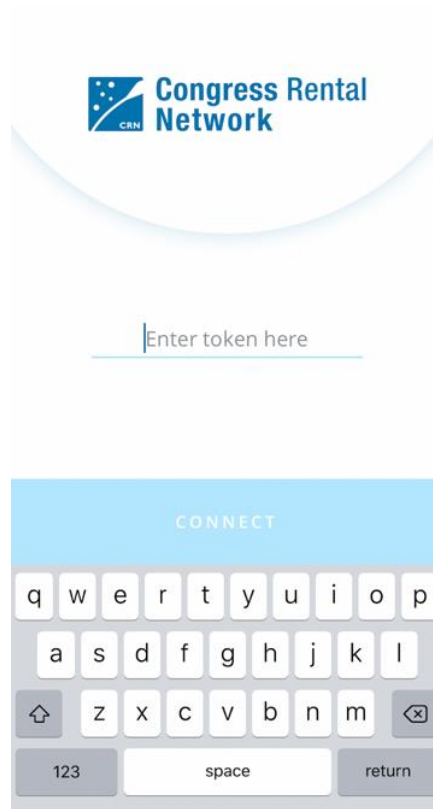 CRN
Congress Rental
Network
Enter token here
CONNECT
q w e r t y u i o p
a s d f g h j k l
z x c v b n m
123 space return